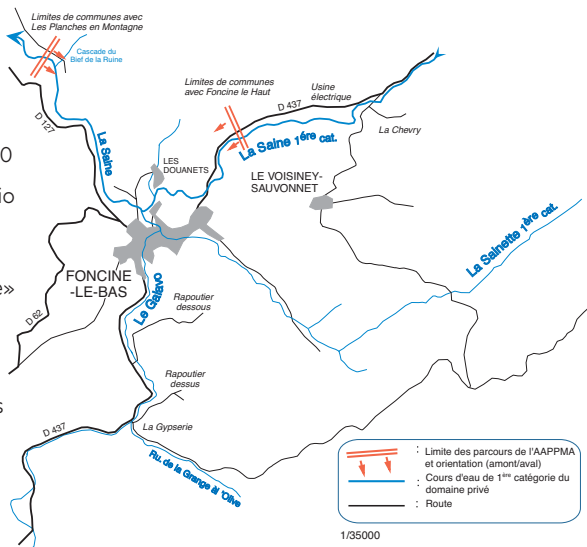 Limites de communes avec
Les Planches en Montagne
Cascade du
Bief de la Ruine
Limites de communes
avec Foncine le Haut
Usine
électrique
D 437
La Chevry
D 127
La Saine
La Saine 1ére cat.
LES
DOUANETS
LE VOISINEY-
SAUVONNET
La Sainette 1ère cat.
0
io
e»
s
FONCINE
-LE-BAS
D 62
Le Galavo
Rapoutier
dessous
Rapoutier
dessus
La Gypserie
D 437
Ru. de la Grange àl 'Olive
: Limite des parcours de l'AAPPMA
et orientation (amont/aval)
: Cours d'eau de 1ère catégorie du
domaine privé
: Route
1/35000